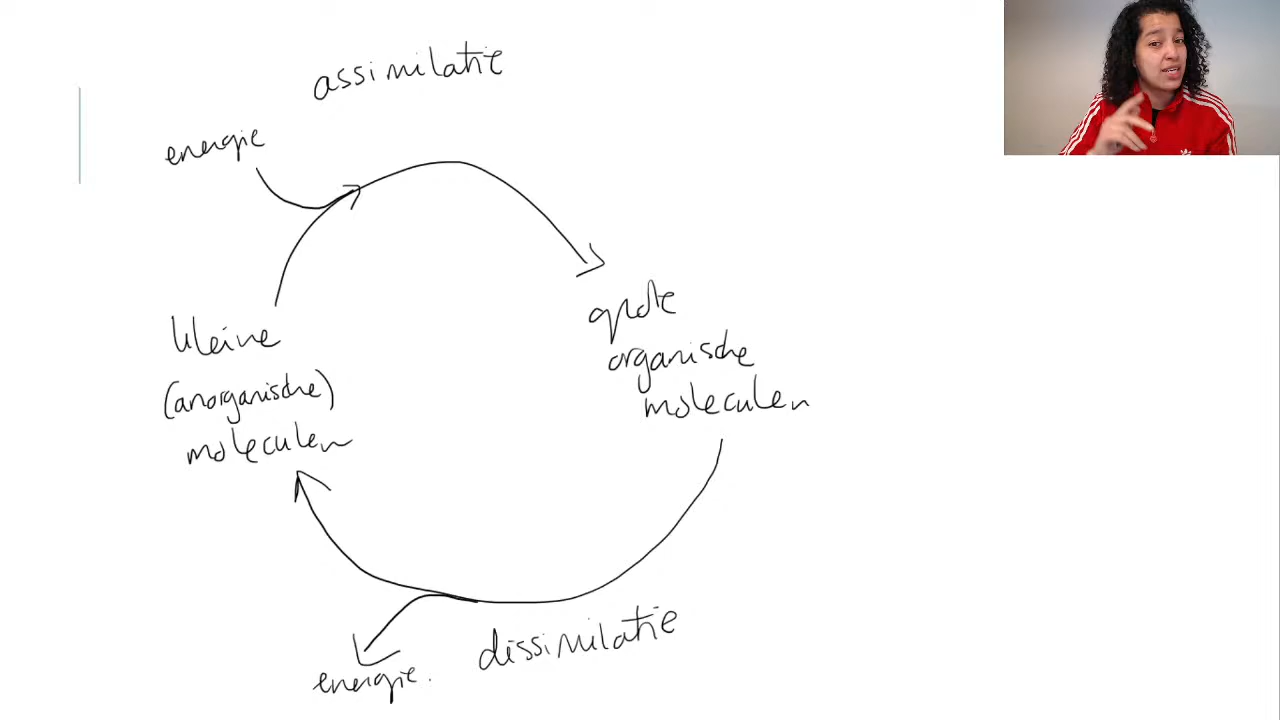 assimilatie
energie
kleine
(anorganische)
moleculen
grote
organische
moleculen
dissimilatie
energie.